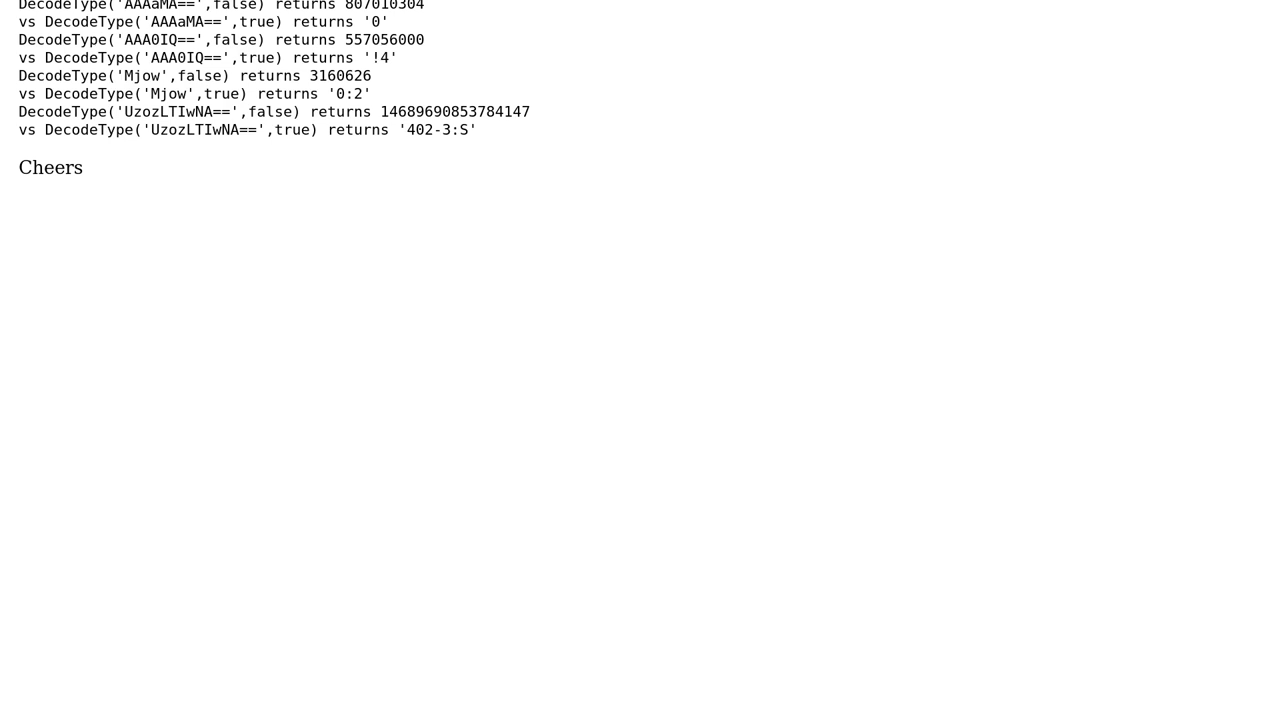 DecodeType('AAAaMA==',false) returns 807010304
vs DecodeType('AAAaMA==',true) returns '0'
DecodeType('AAA0IQ==',false) returns 557056000
vs DecodeType('AAA0IQ==',true) returns '!4'
DecodeType('Mjow',false) returns 3160626
vs DecodeType('Mjow',true) returns '0:2'
DecodeType('UzozLTIwNA==',false) returns 14689690853784147
vs DecodeType('UzozLTIwNA==',true) returns '402-3:S'
Cheers